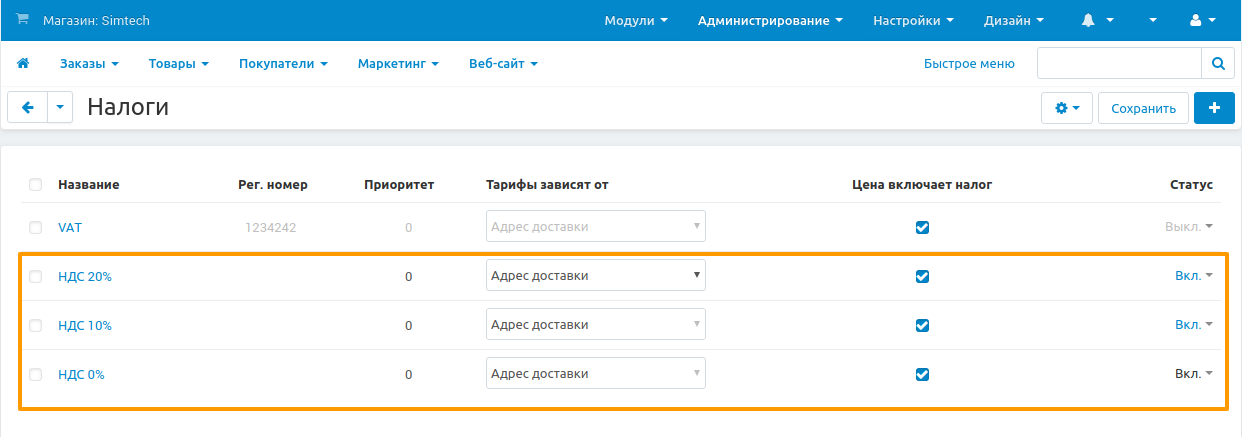 Магазин: Simtech Модули Администрирование Настройки Дизайн
Заказы Товары Покупатели Маркетинг Веб-сайт Быстрое меню
Налоги Сохранить
Название Рег. номер Приоритет Тарифы зависят от Цена включает налог Статус
VAT 1234242 0 Адрес доставки Выкл.
НДС 20% 0 Адрес доставки Вкл.
НДС 10% 0 Адрес доставки Вкл.
НДС 0% 0 Адрес доставки Вкл.